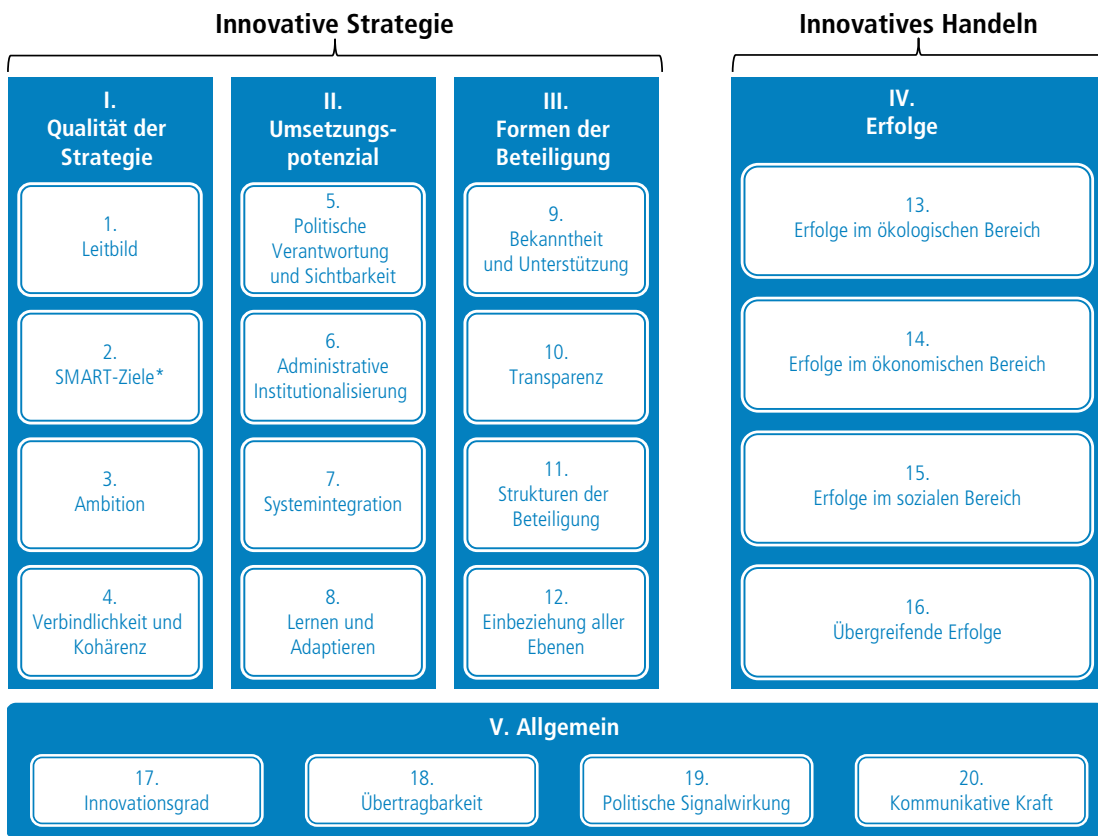 Innovative Strategie
Innovatives Handeln
I.
Qualität der
Strategie
1.
Leitbild
2.
SMART-Ziele*
3.
Ambition
4.
Verbindlichkeit und
Kohärenz
II.
Umsetzungs-
potenzial
5.
Politische
Verantwortung
und Sichtbarkeit
6.
Administrative
Institutionalisierung
7.
Systemintegration
8.
Lernen und
Adaptieren
III.
Formen der
Beteiligung
9.
Bekanntheit
und Unterstützung
10.
Transparenz
11.
Strukturen der
Beteiligung
12.
Einbeziehung aller
Ebenen
IV.
Erfolge
13.
Erfolge im ökologischen Bereich
14.
Erfolge im ökonomischen Bereich
15.
Erfolge im sozialen Bereich
16.
Übergreifende Erfolge
V. Allgemein
17.
Innovationsgrad
18.
Übertragbarkeit
19.
Politische Signalwirkung
20.
Kommunikative Kraft